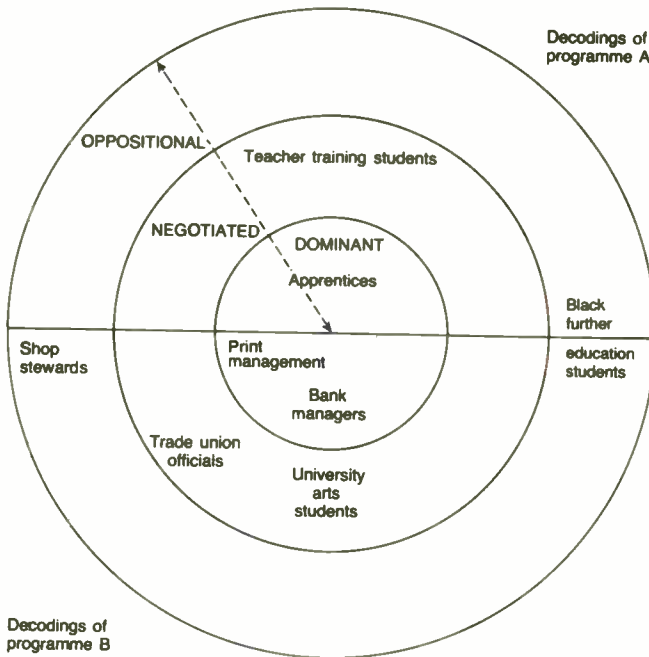 Decodings of
programme A
OPPOSITIONAL
Teacher training students
NEGOTIATED
DOMINANT
Apprentices
Black
further
education
students
Shop
stewards
Print
management
Bank
managers
Trade union
officials
University
arts
students
Decodings of
programme B